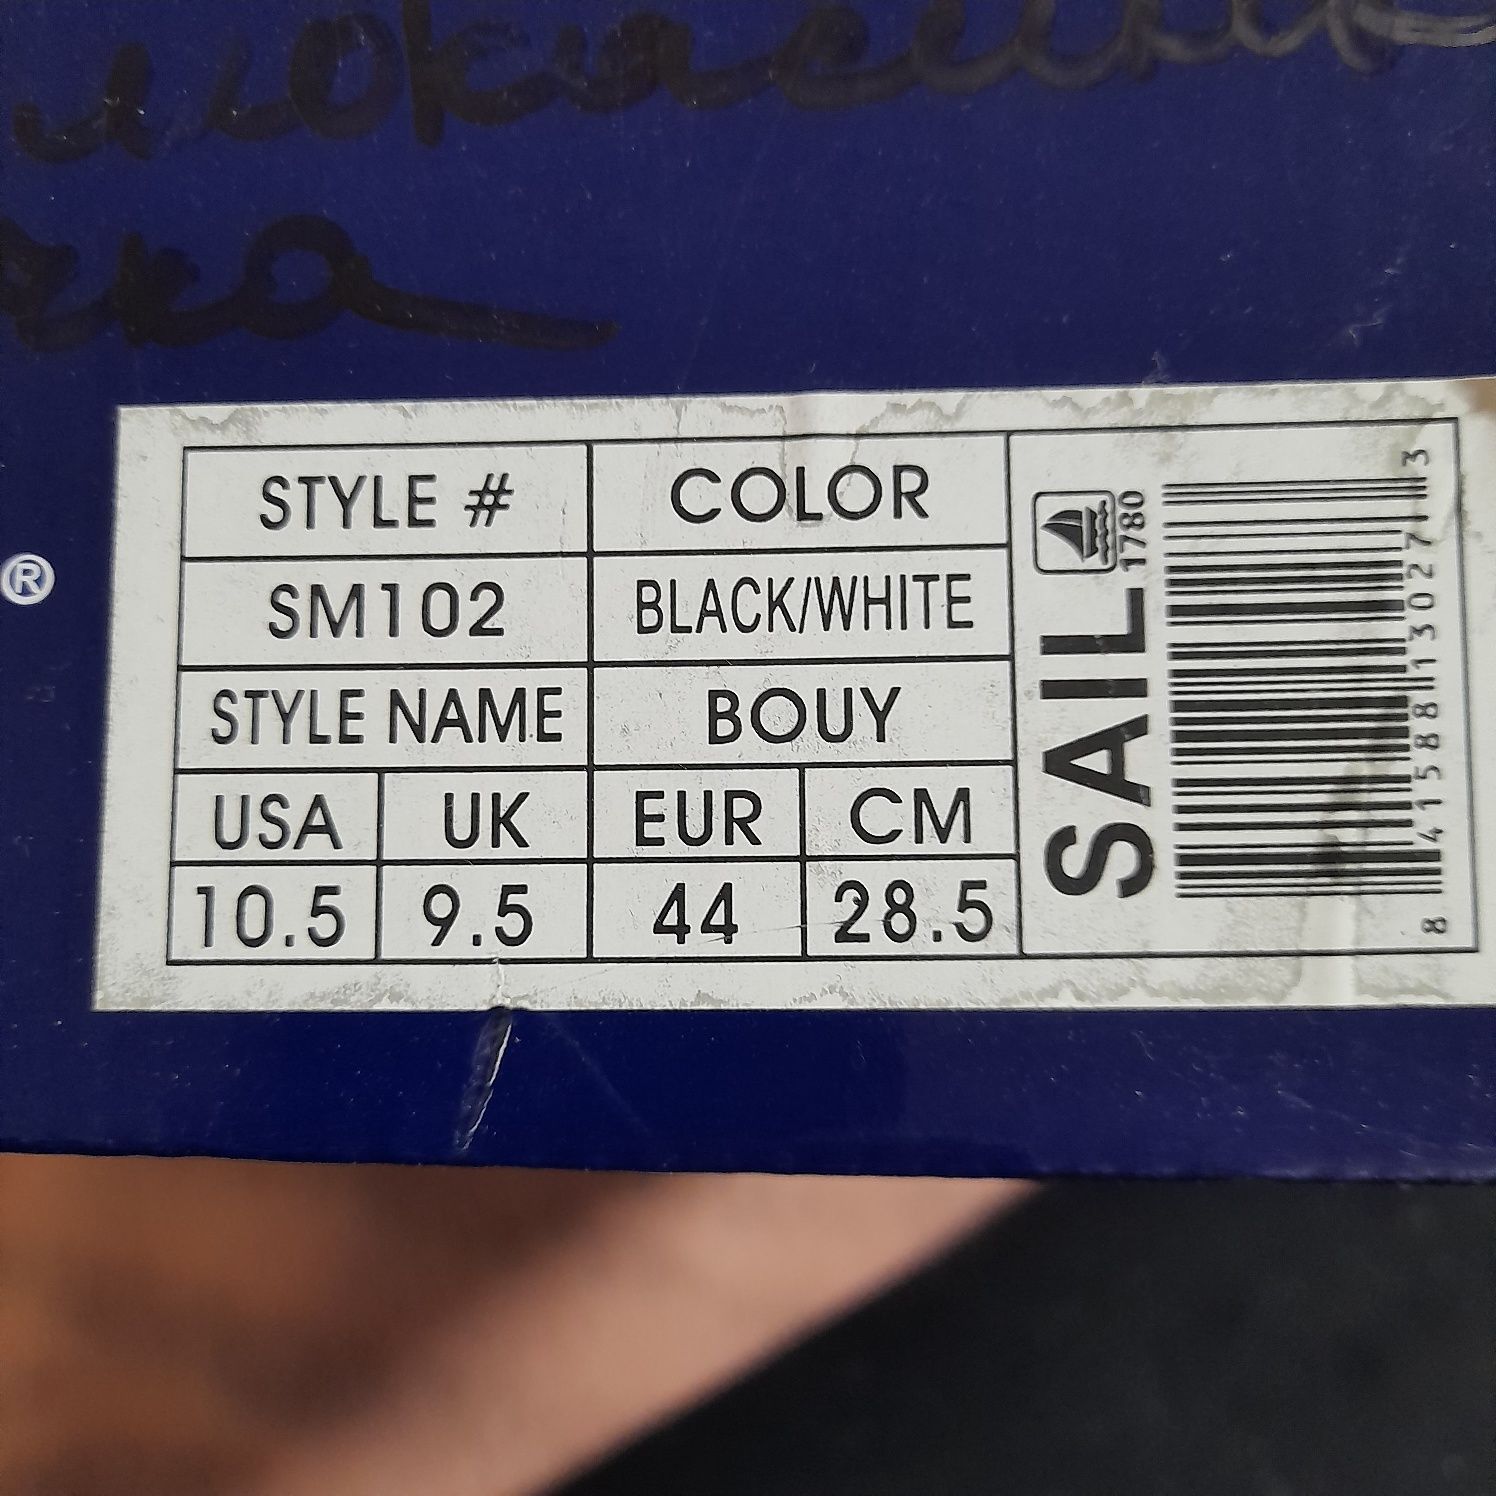 мокасины
®
STYLE # COLOR
SM102 BLACK/WHITE
STYLE NAME BOUY
USA UK EUR CM
10.5 9.5 44 28.5
SAIL
1780
8 41588 13027 3